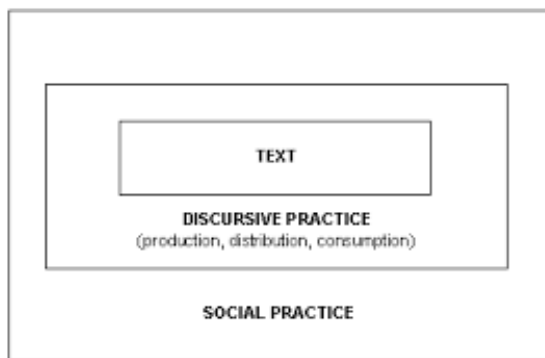 TEXT
DISCURSIVE PRACTICE
(production, distribution, consumption)
SOCIAL PRACTICE